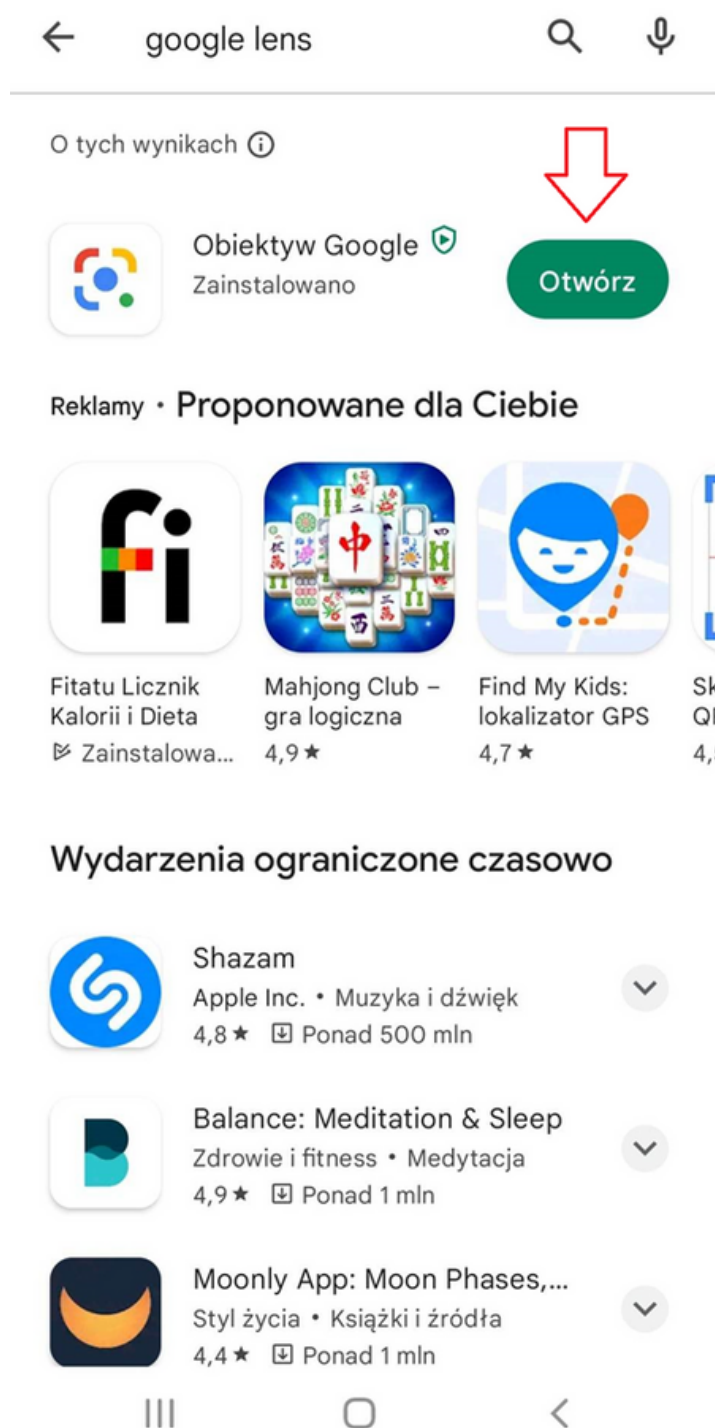 google lens
O tych wynikach
Obiektyw Google
Zainstalowano
Otwórz
Reklamy • Proponowane dla Ciebie
fi
中
Fitatu Licznik
Kalorii i Dieta
Zainstalowa...
Mahjong Club –
gra logiczna
4,9★
Find My Kids:
lokalizator GPS
4,7★
Wydarzenia ograniczone czasowo
Shazam
Apple Inc. • Muzyka i dźwięk
4,8★ Ponad 500 mln
Balance: Meditation & Sleep
Zdrowie i fitness • Medytacja
4,9★ Ponad 1 mln
Moonly App: Moon Phases,...
Styl życia • Książki i źródła
4,4★ Ponad 1 mln